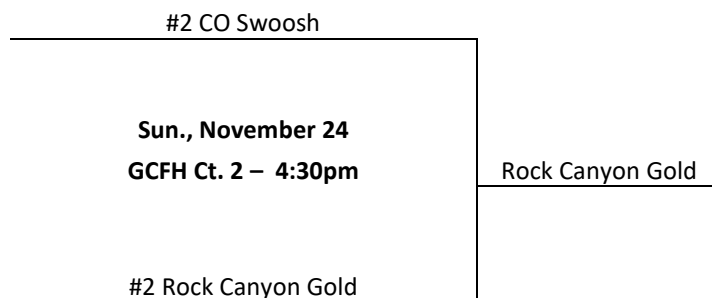 #2 CO Swoosh
Sun., November 24
GCFH Ct. 2 – 4:30pm
Rock Canyon Gold
#2 Rock Canyon Gold